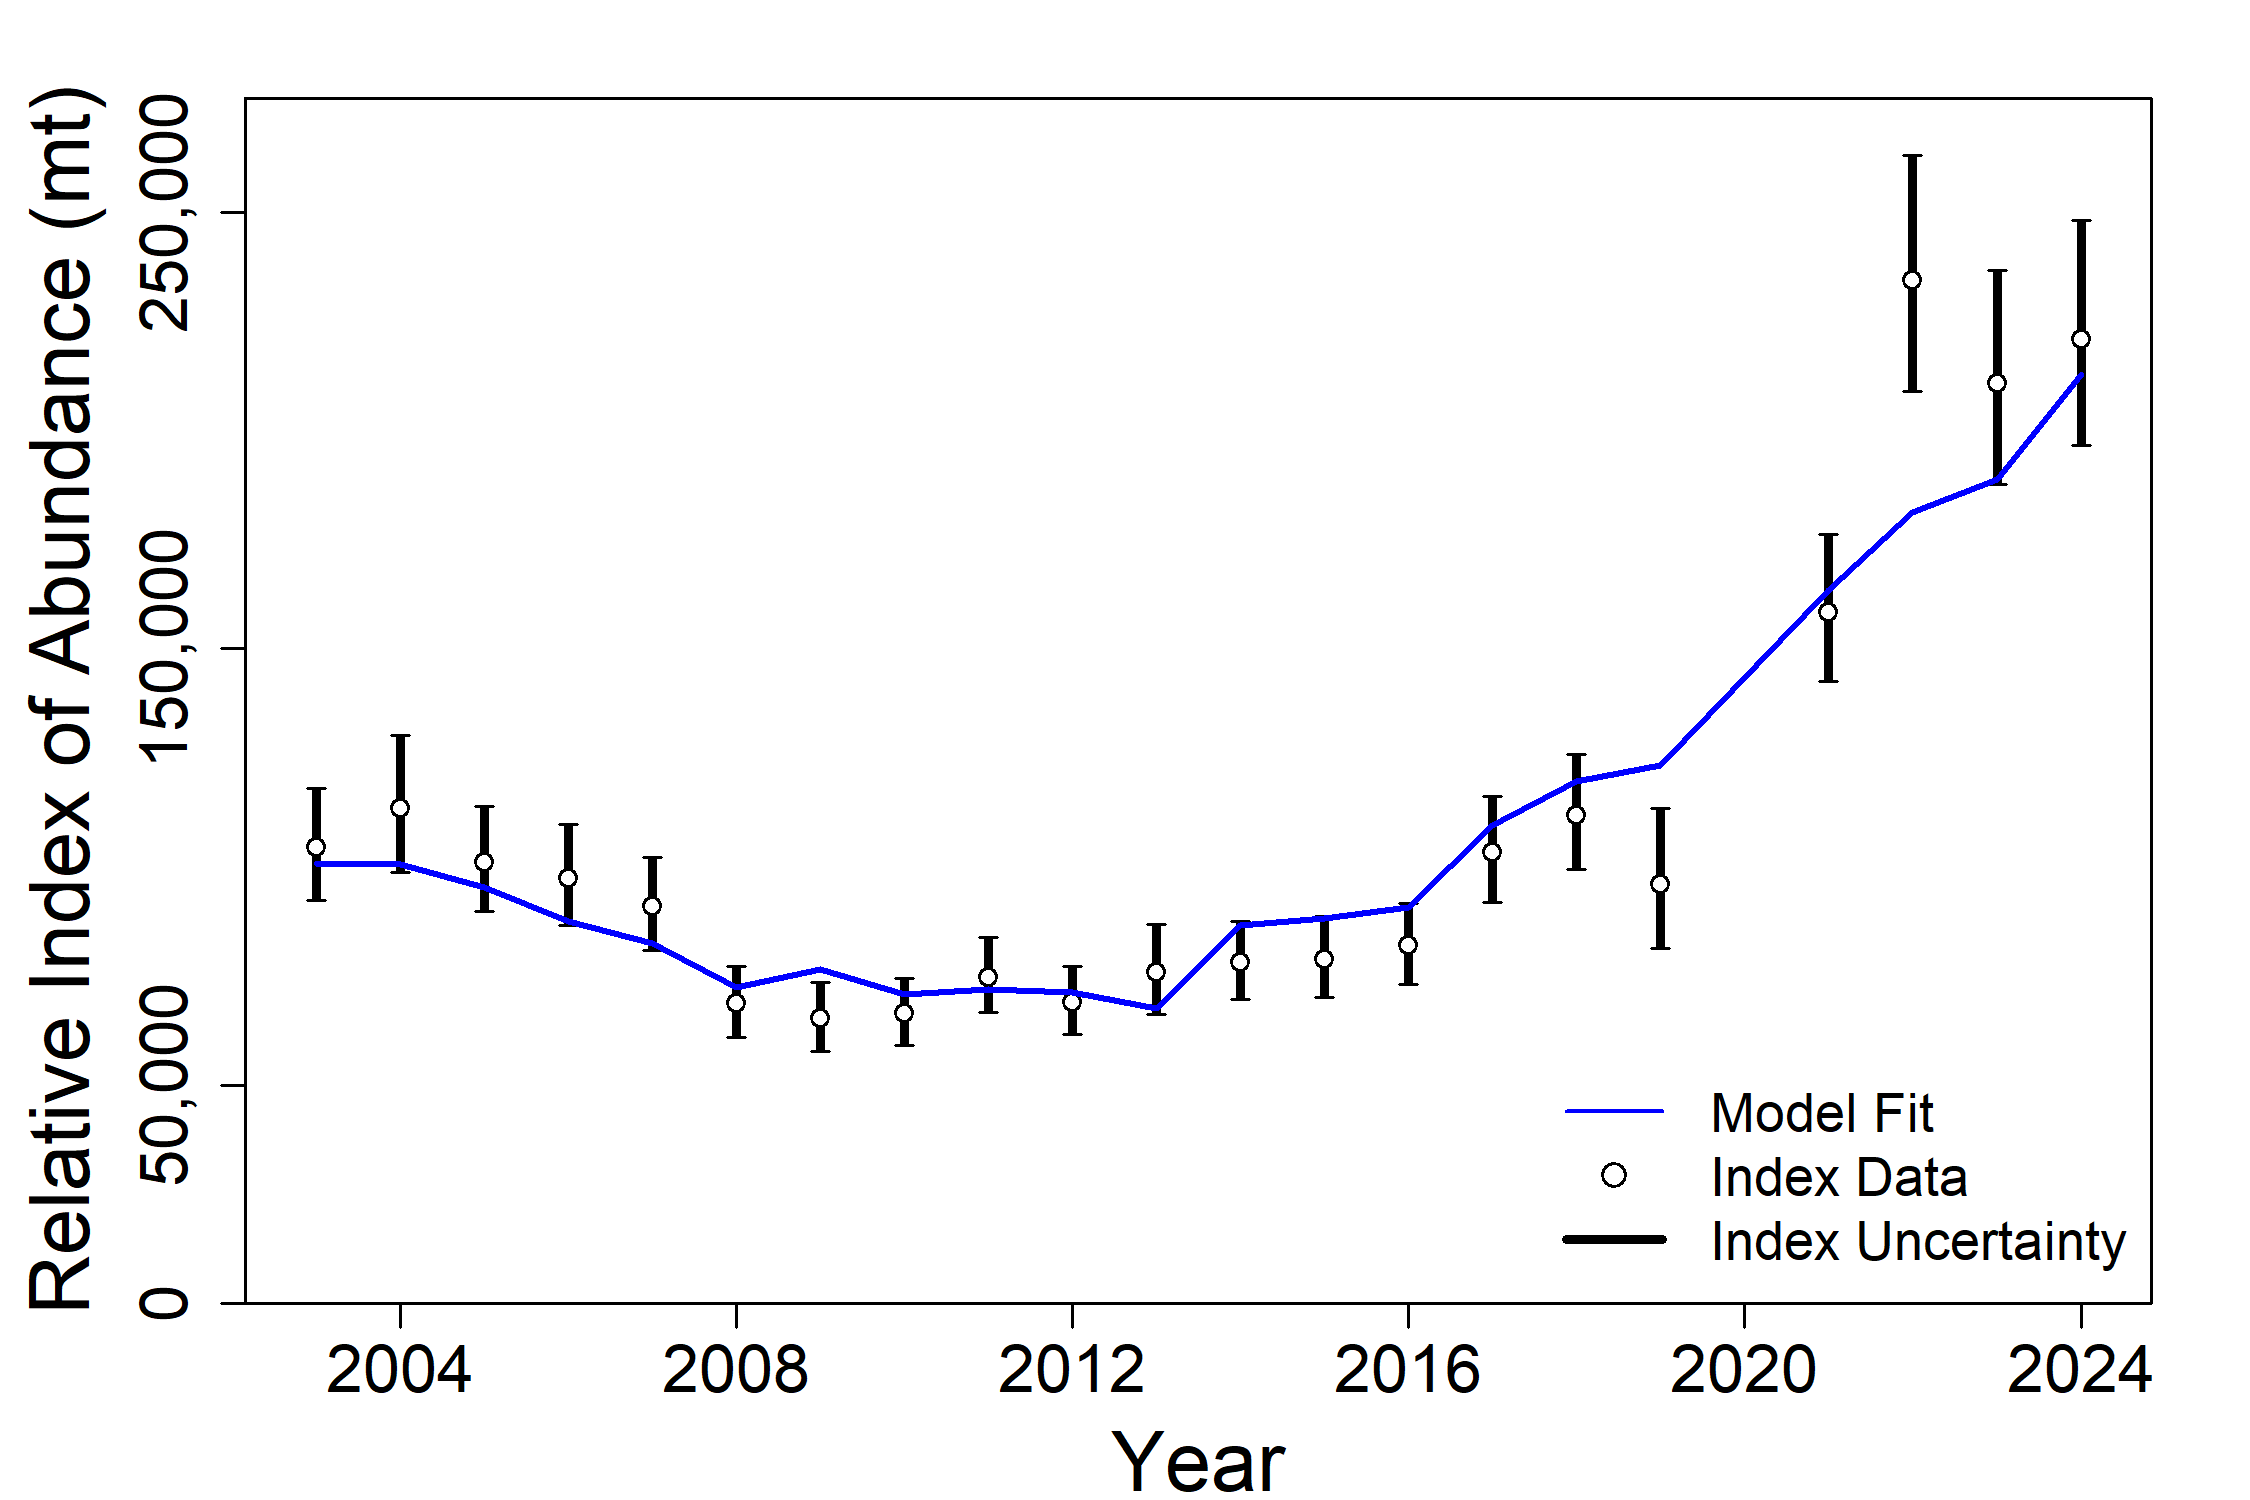 Relative Index of Abundance (mt)
250,000
150,000
50,000
0
Model Fit
Index Data
Index Uncertainty
2004 2008 2012 2016 2020 2024
Year